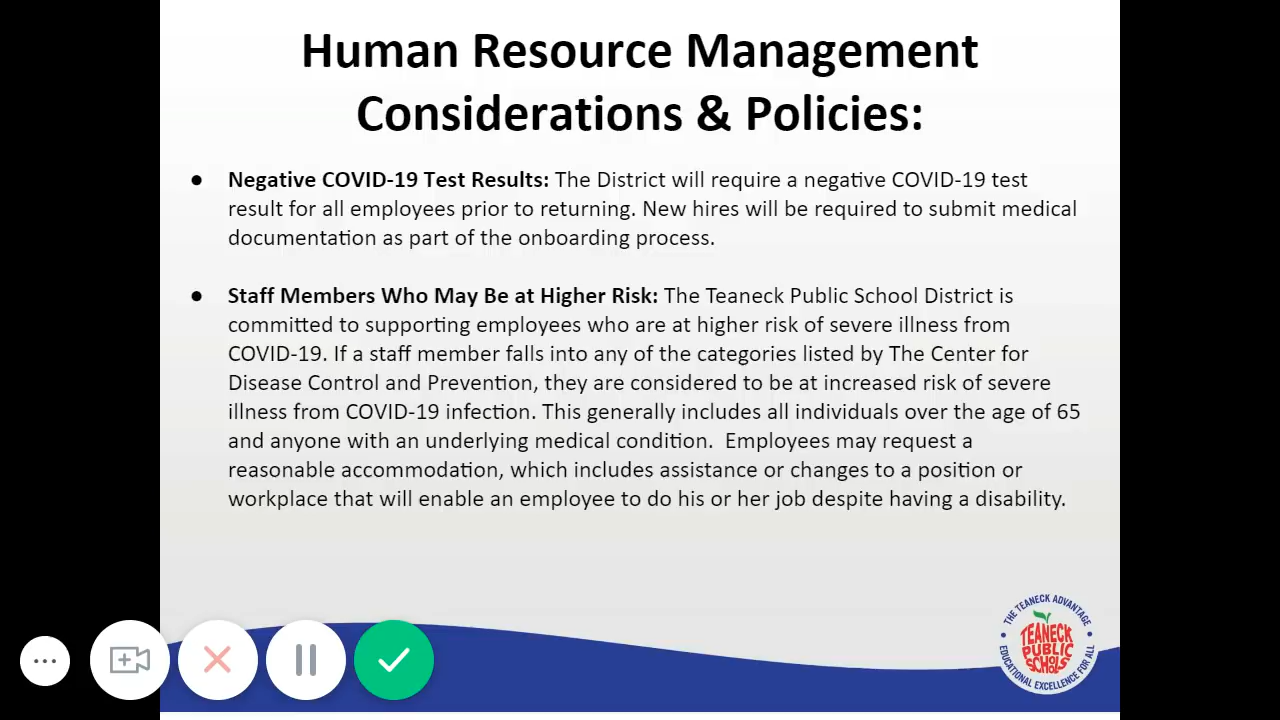 Human Resource Management
Considerations & Policies:
● Negative COVID-19 Test Results: The District will require a negative COVID-19 test
result for all employees prior to returning. New hires will be required to submit medical
documentation as part of the onboarding process.
● Staff Members Who May Be at Higher Risk: The Teaneck Public School District is
committed to supporting employees who are at higher risk of severe illness from
COVID-19. If a staff member falls into any of the categories listed by The Center for
Disease Control and Prevention, they are considered to be at increased risk of severe
illness from COVID-19 infection. This generally includes all individuals over the age of 65
and anyone with an underlying medical condition.  Employees may request a
reasonable accommodation, which includes assistance or changes to a position or
workplace that will enable an employee to do his or her job despite having a disability.
THE TEANECK ADVANTAGE
TEANECK
PUBLIC
SCHOOLS
EDUCATIONAL EXCELLENCE FOR ALL